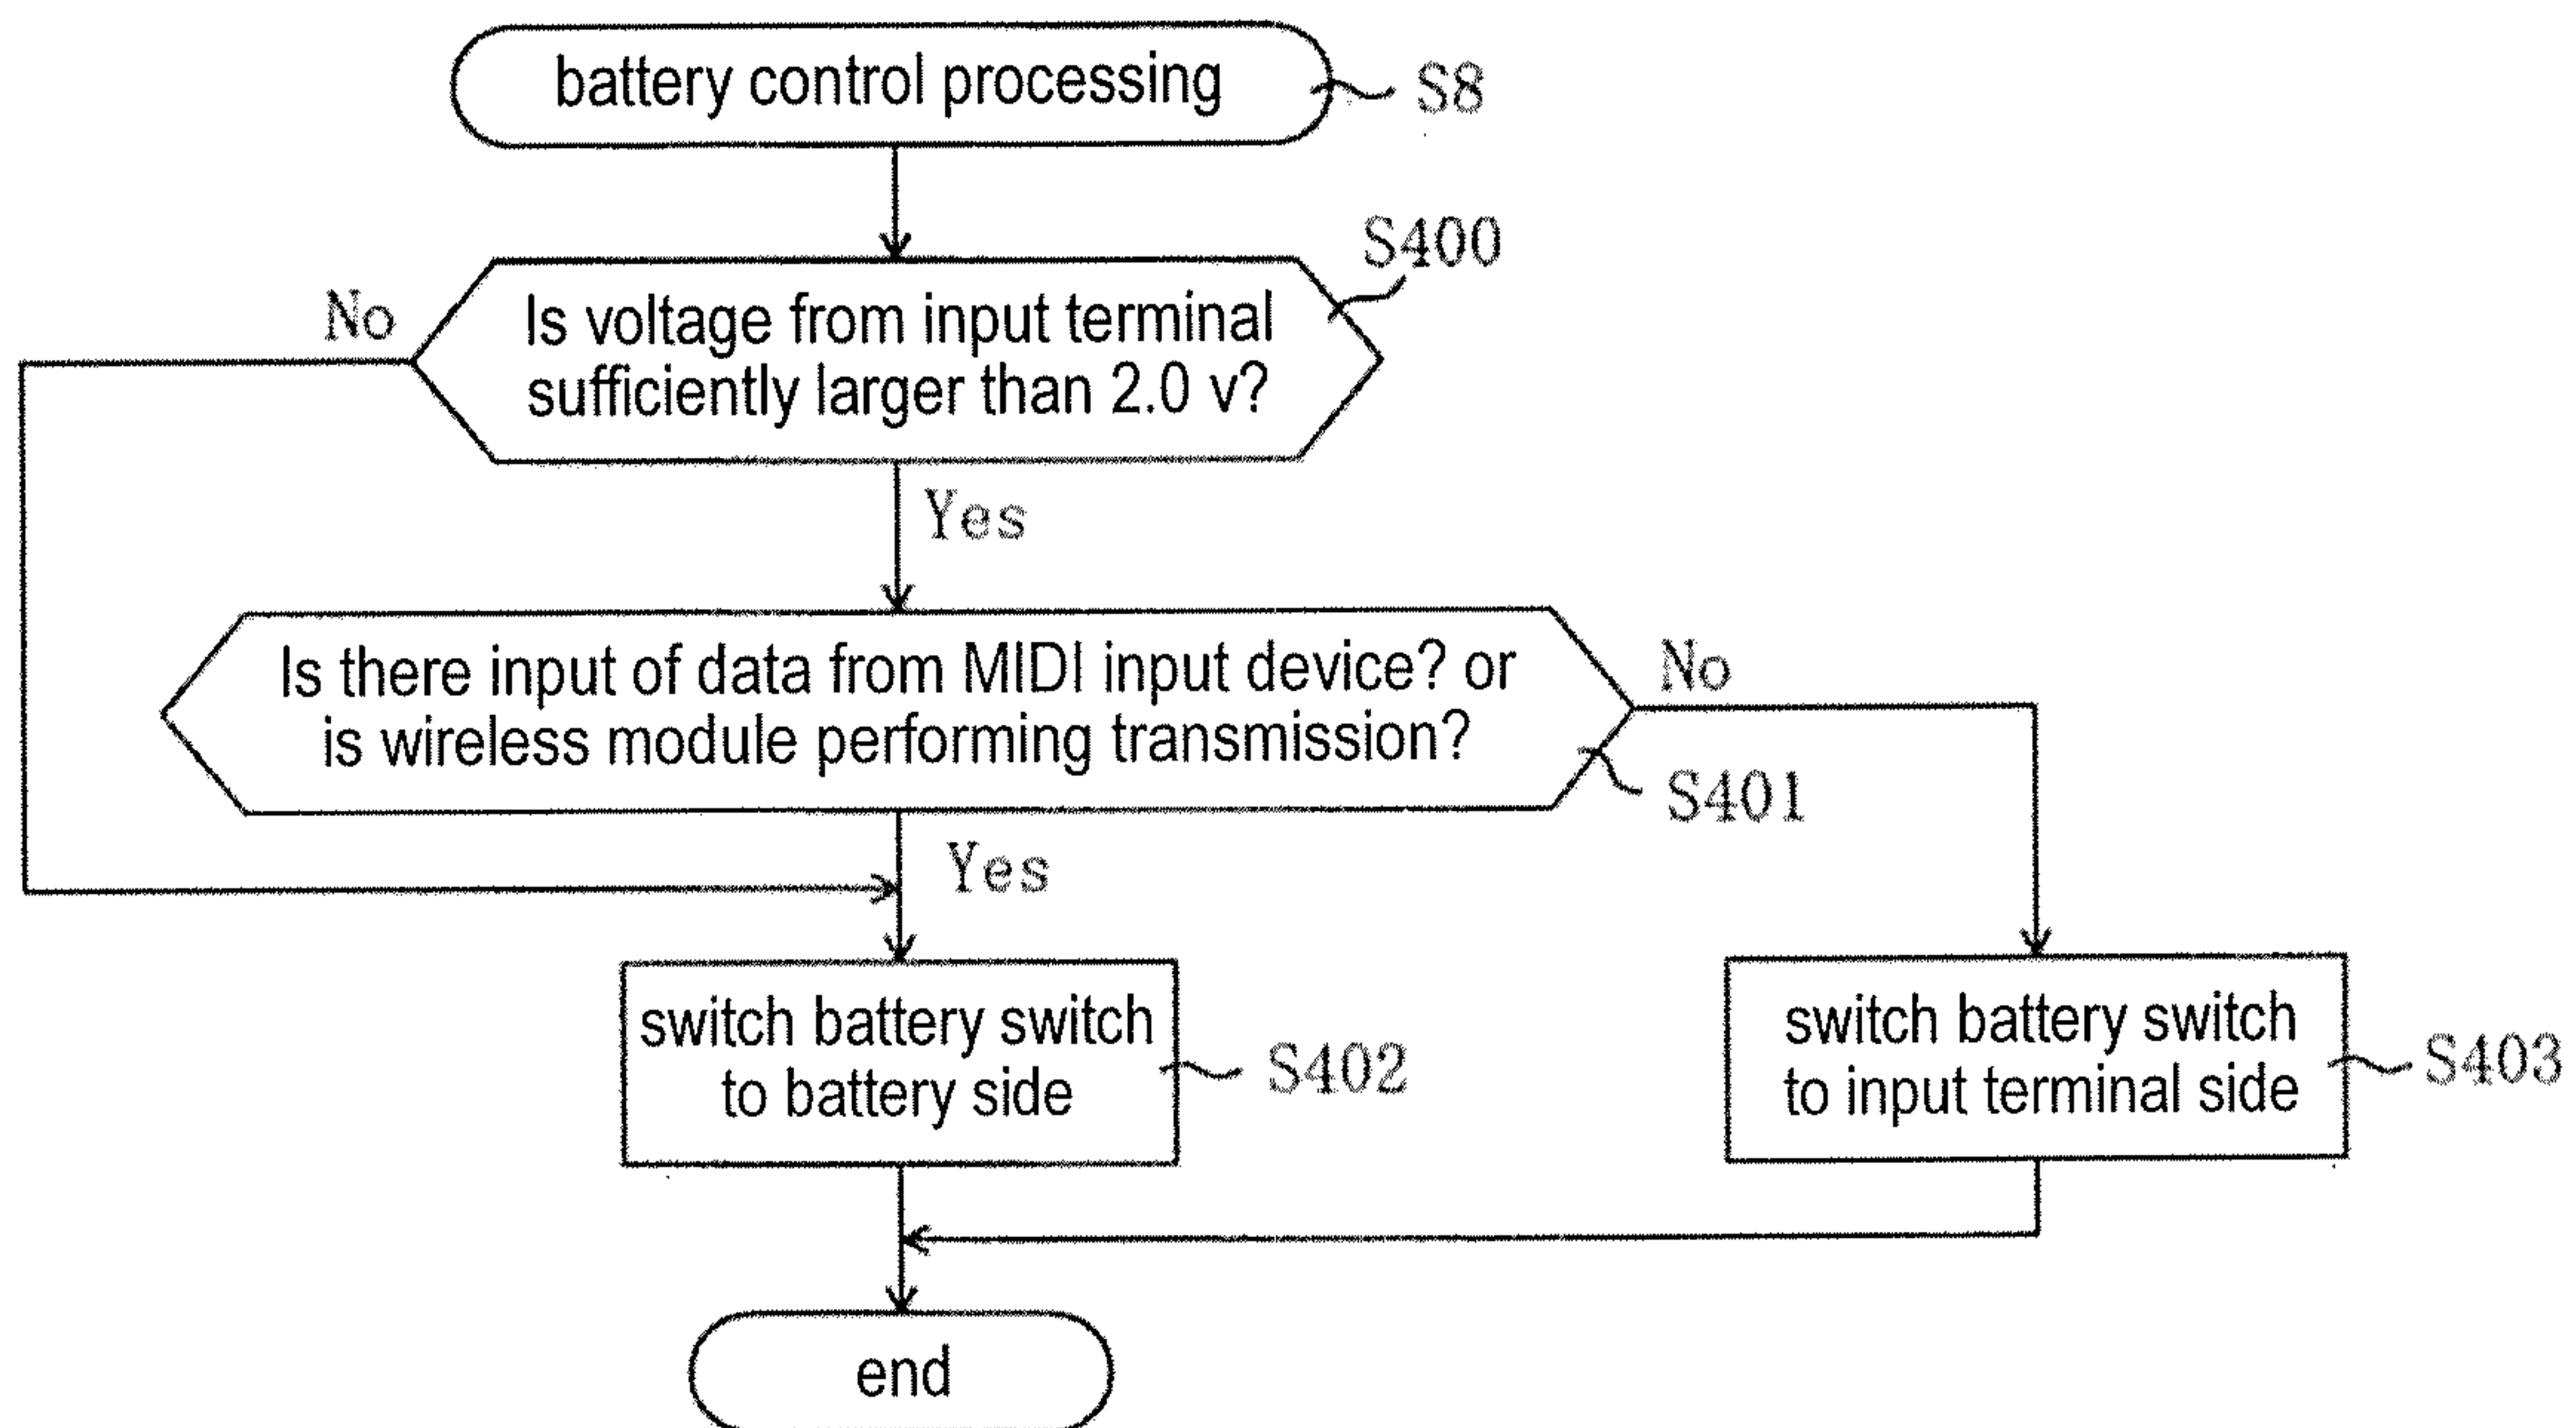 battery control processing
S8
S400
No
Is voltage from input terminal
sufficiently larger than 2.0 v?
Yes
Is there input of data from MIDI input device? or
is wireless module performing transmission?
No
S401
Yes
switch battery switch
to battery side
S402
switch battery switch
to input terminal side
S403
end